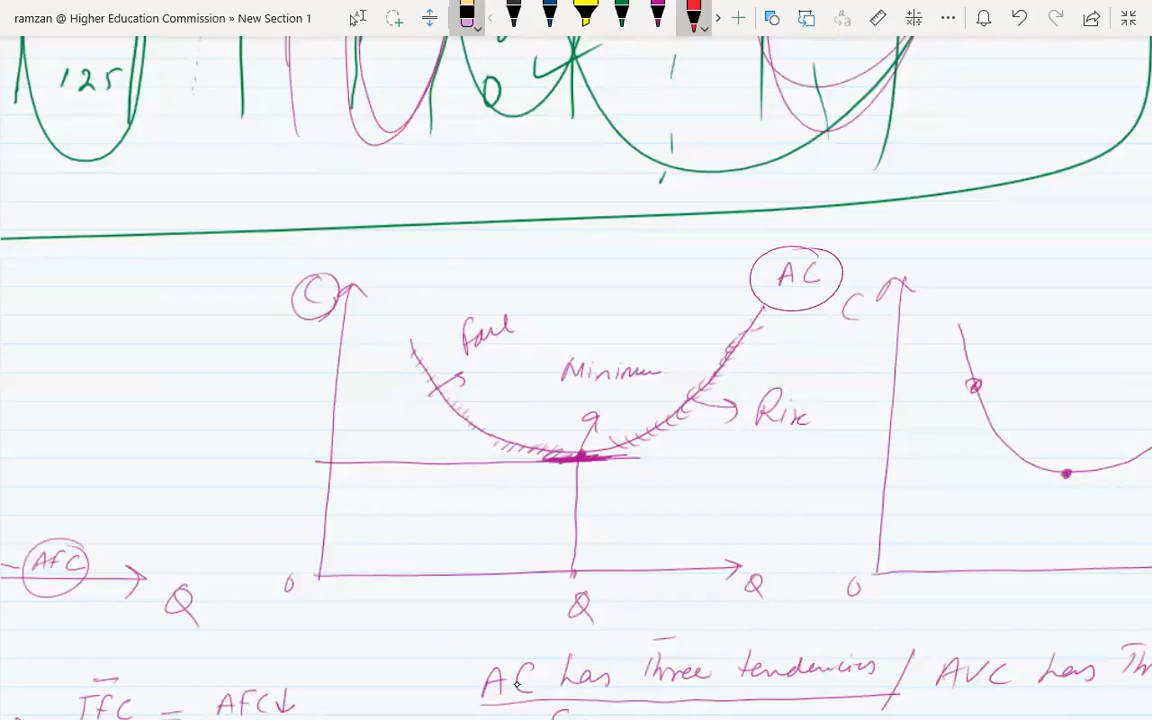 ramzan @ Higher Education Commission » New Section 1
125
C
AC
C
Minimum
Rise
AFC
Q
0
Q
Q
0
AC has three tendencies / AVC has Th
TFC = AFC↓